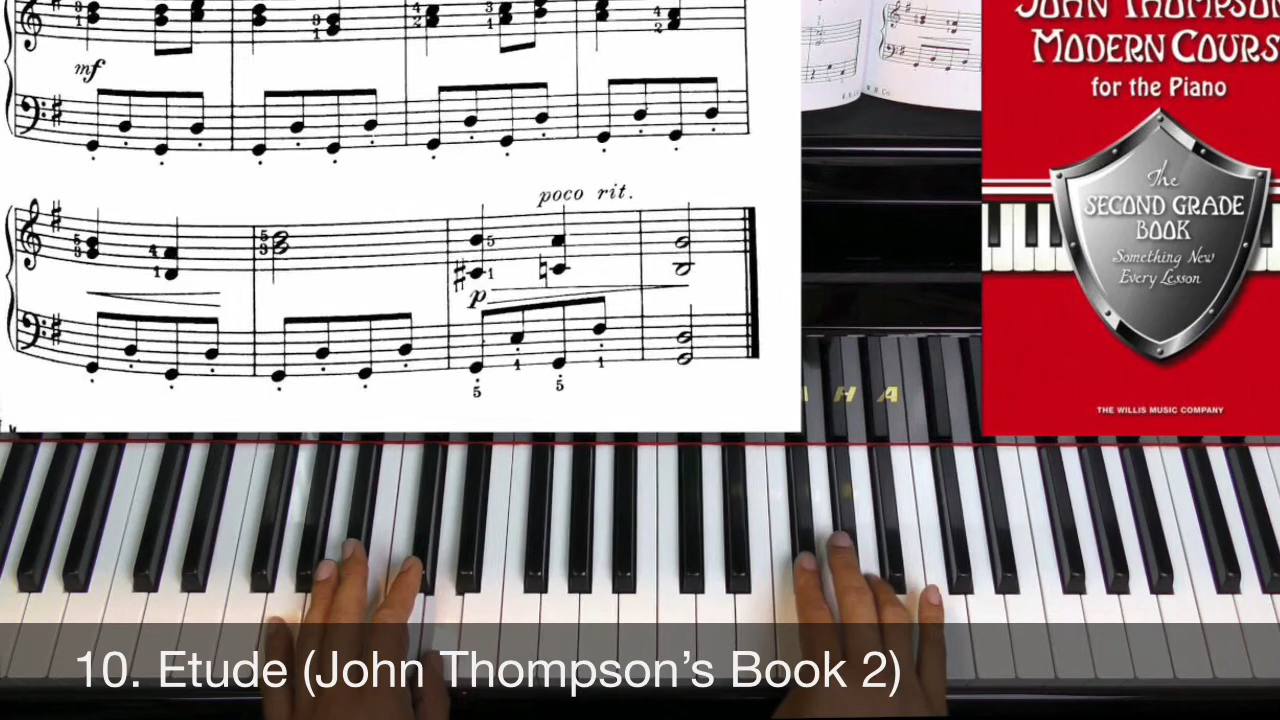 JOHN THOMPSON
MODERN COURS
for the Piano
mf
poco rit.
The
SECOND GRADE
BOOK
Something New
Every Lesson
p
H A
THE WILLIS MUSIC COMPANY
10. Etude (John Thompson’s Book 2)